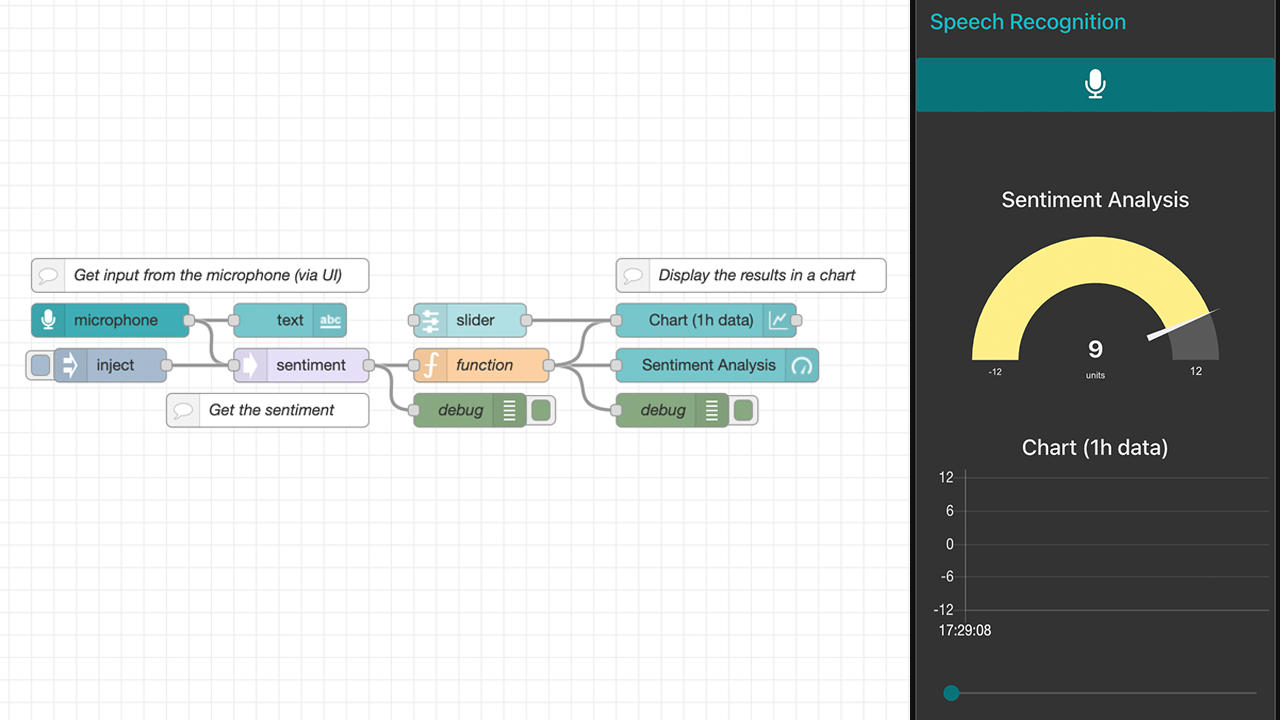 Get input from the microphone (via UI)
Display the results in a chart
microphone
text
abc
slider
Chart (1h data)
inject
sentiment
function
Sentiment Analysis
Get the sentiment
debug
debug
Speech Recognition
Sentiment Analysis
9
units
-12
12
Chart (1h data)
12
6
0
-6
-12
17:29:08